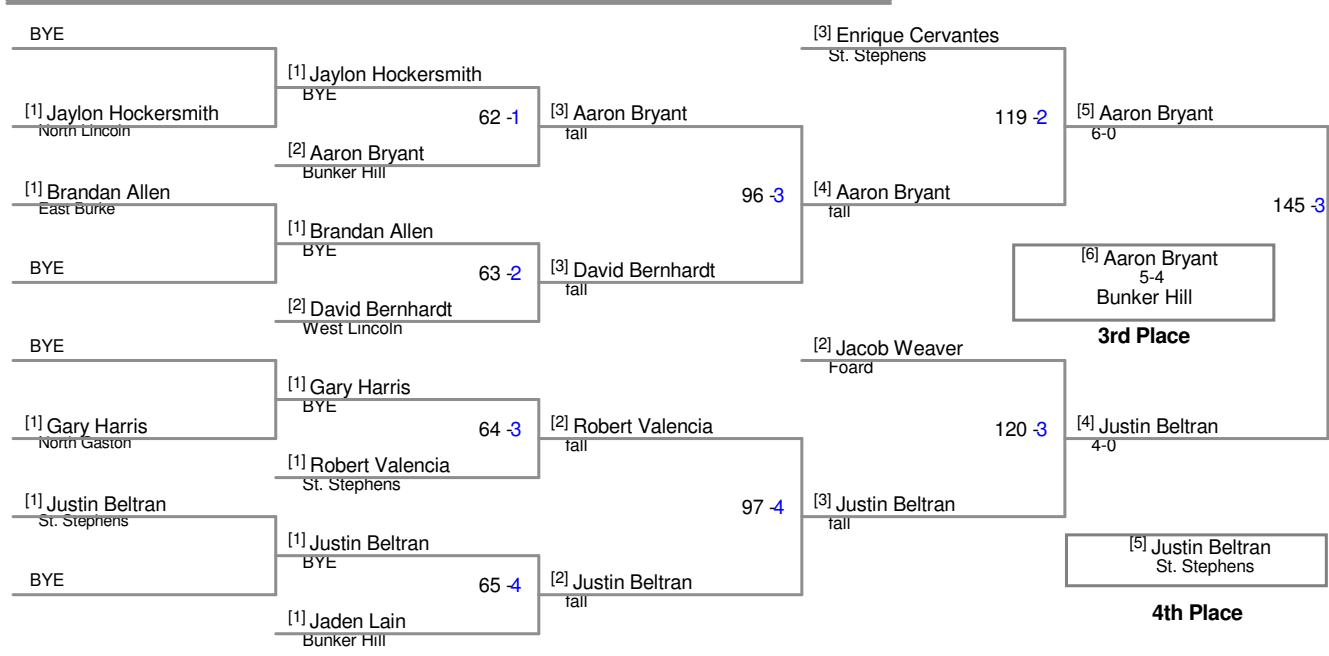 BYE
[1] Jaylon Hockersmith
North Lincoln
[1] Brandan Allen
East Burke
BYE
BYE
[1] Gary Harris
North Gaston
[1] Justin Beltran
St. Stephens
BYE
[1] Jaylon Hockersmith
BYE
62 -1
[2] Aaron Bryant
Bunker Hill
[1] Brandan Allen
BYE
63 -2
[2] David Bernhardt
West Lincoln
[1] Gary Harris
BYE
64 -3
[1] Robert Valencia
St. Stephens
[1] Justin Beltran
BYE
65 -4
[1] Jaden Lain
Bunker Hill
[3] Aaron Bryant
fall
96 -3
[3] David Bernhardt
fall
[2] Robert Valencia
fall
97 -4
[2] Justin Beltran
fall
[3] Enrique Cervantes
St. Stephens
119 -2
[4] Aaron Bryant
fall
[2] Jacob Weaver
Foard
120 -3
[3] Justin Beltran
fall
[5] Aaron Bryant
6-0
145 -3
[6] Aaron Bryant
5-4
Bunker Hill
3rd Place
[4] Justin Beltran
4-0
[5] Justin Beltran
St. Stephens
4th Place